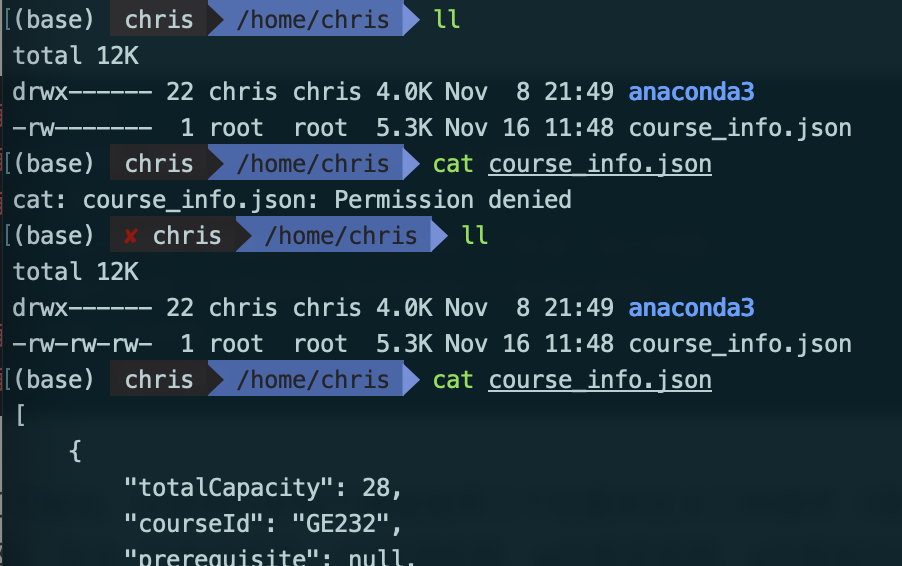 [(base) chris /home/chris ll
total 12K
drwx------ 22 chris chris 4.0K Nov  8 21:49 anaconda3
-rw-------  1 root  root  5.3K Nov 16 11:48 course_info.json
[(base) chris /home/chris cat course_info.json
cat: course_info.json: Permission denied
[(base) ✘ chris /home/chris ll
total 12K
drwx------ 22 chris chris 4.0K Nov  8 21:49 anaconda3
-rw-rw-rw-  1 root  root  5.3K Nov 16 11:48 course_info.json
[(base) chris /home/chris cat course_info.json
[
    {
        "totalCapacity": 28,
        "courseId": "GE232",
        "prerequisite": null,